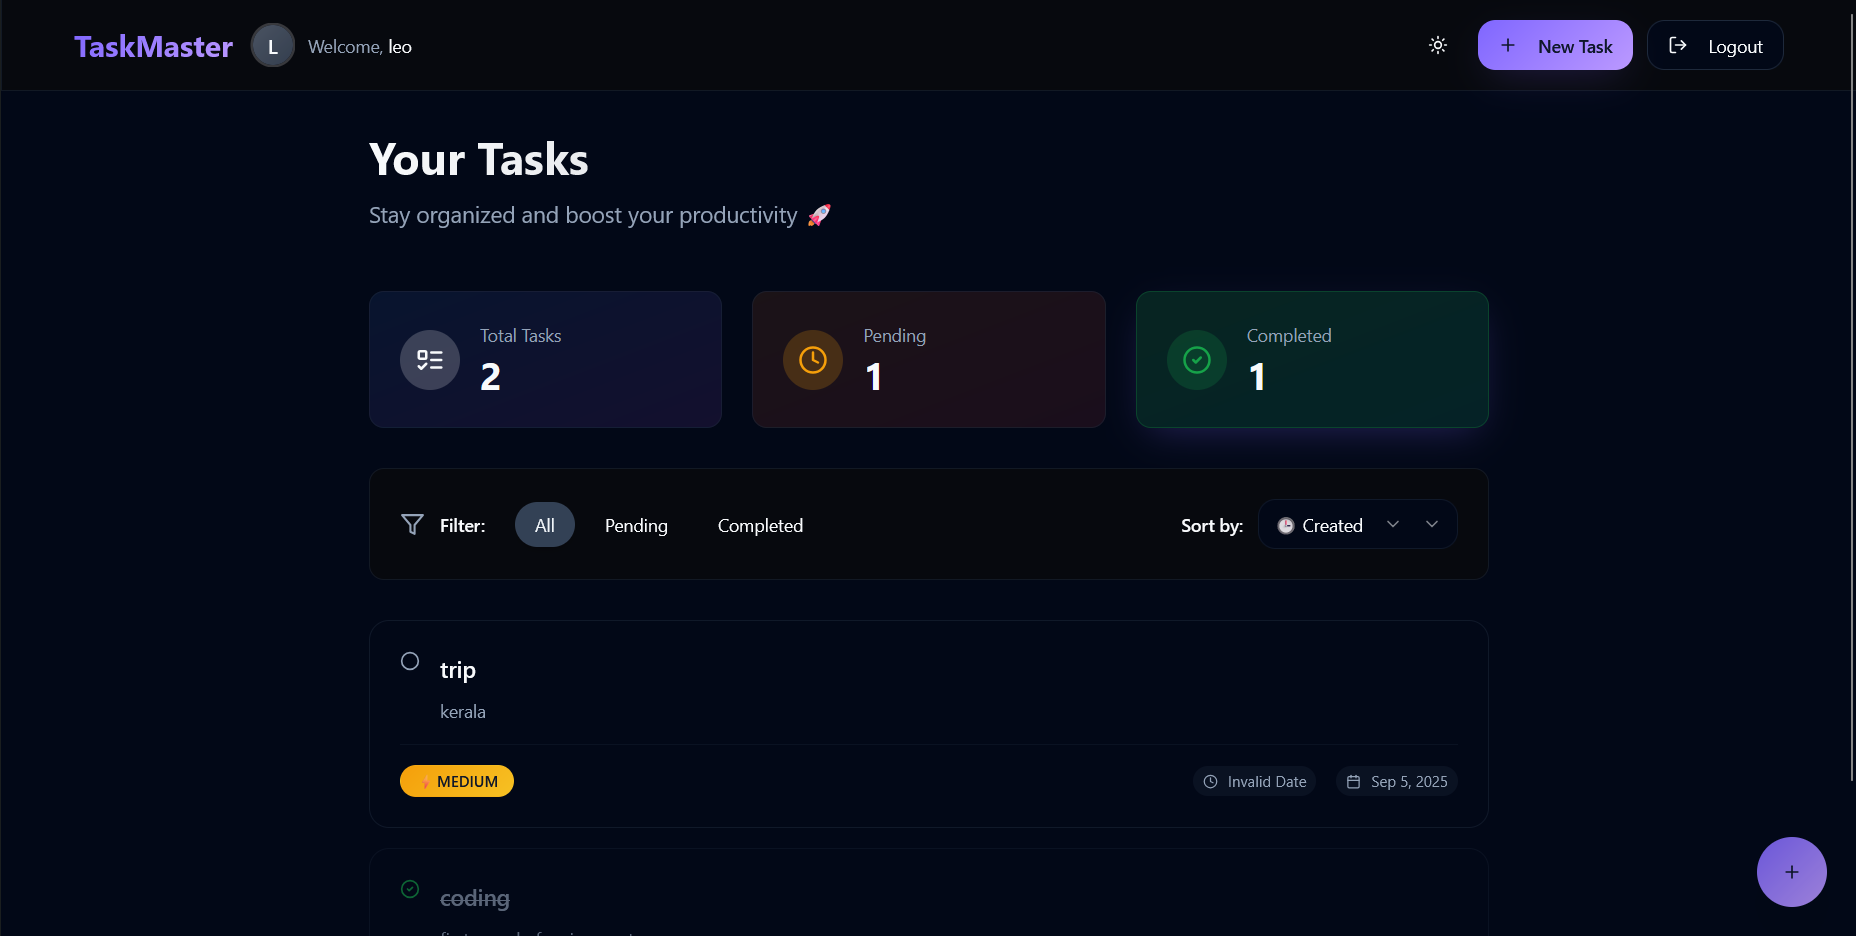 TaskMaster
L
Welcome, leo
New Task
Logout
Your Tasks
Stay organized and boost your productivity 🚀
Total Tasks
2
Pending
1
Completed
1
Filter:
All
Pending
Completed
Sort by:
🕒 Created
trip
kerala
⚡ MEDIUM
Invalid Date
Sep 5, 2025
coding